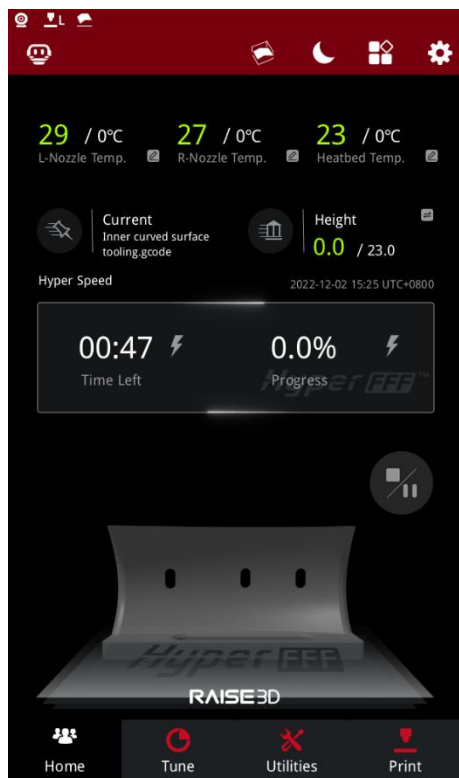 L
29 / 0℃ 27 / 0℃ 23 / 0℃
L-Nozzle Temp. R-Nozzle Temp. Heatbed Temp.
Current Height
Inner curved surface
tooling.gcode
0.0 / 23.0
Hyper Speed 2022-12-02 15:25 UTC+0800
00:47 0.0%
Time Left Progress
Hyper FFF™
Hyper FFF
RAISE3D
Home Tune Utilities Print